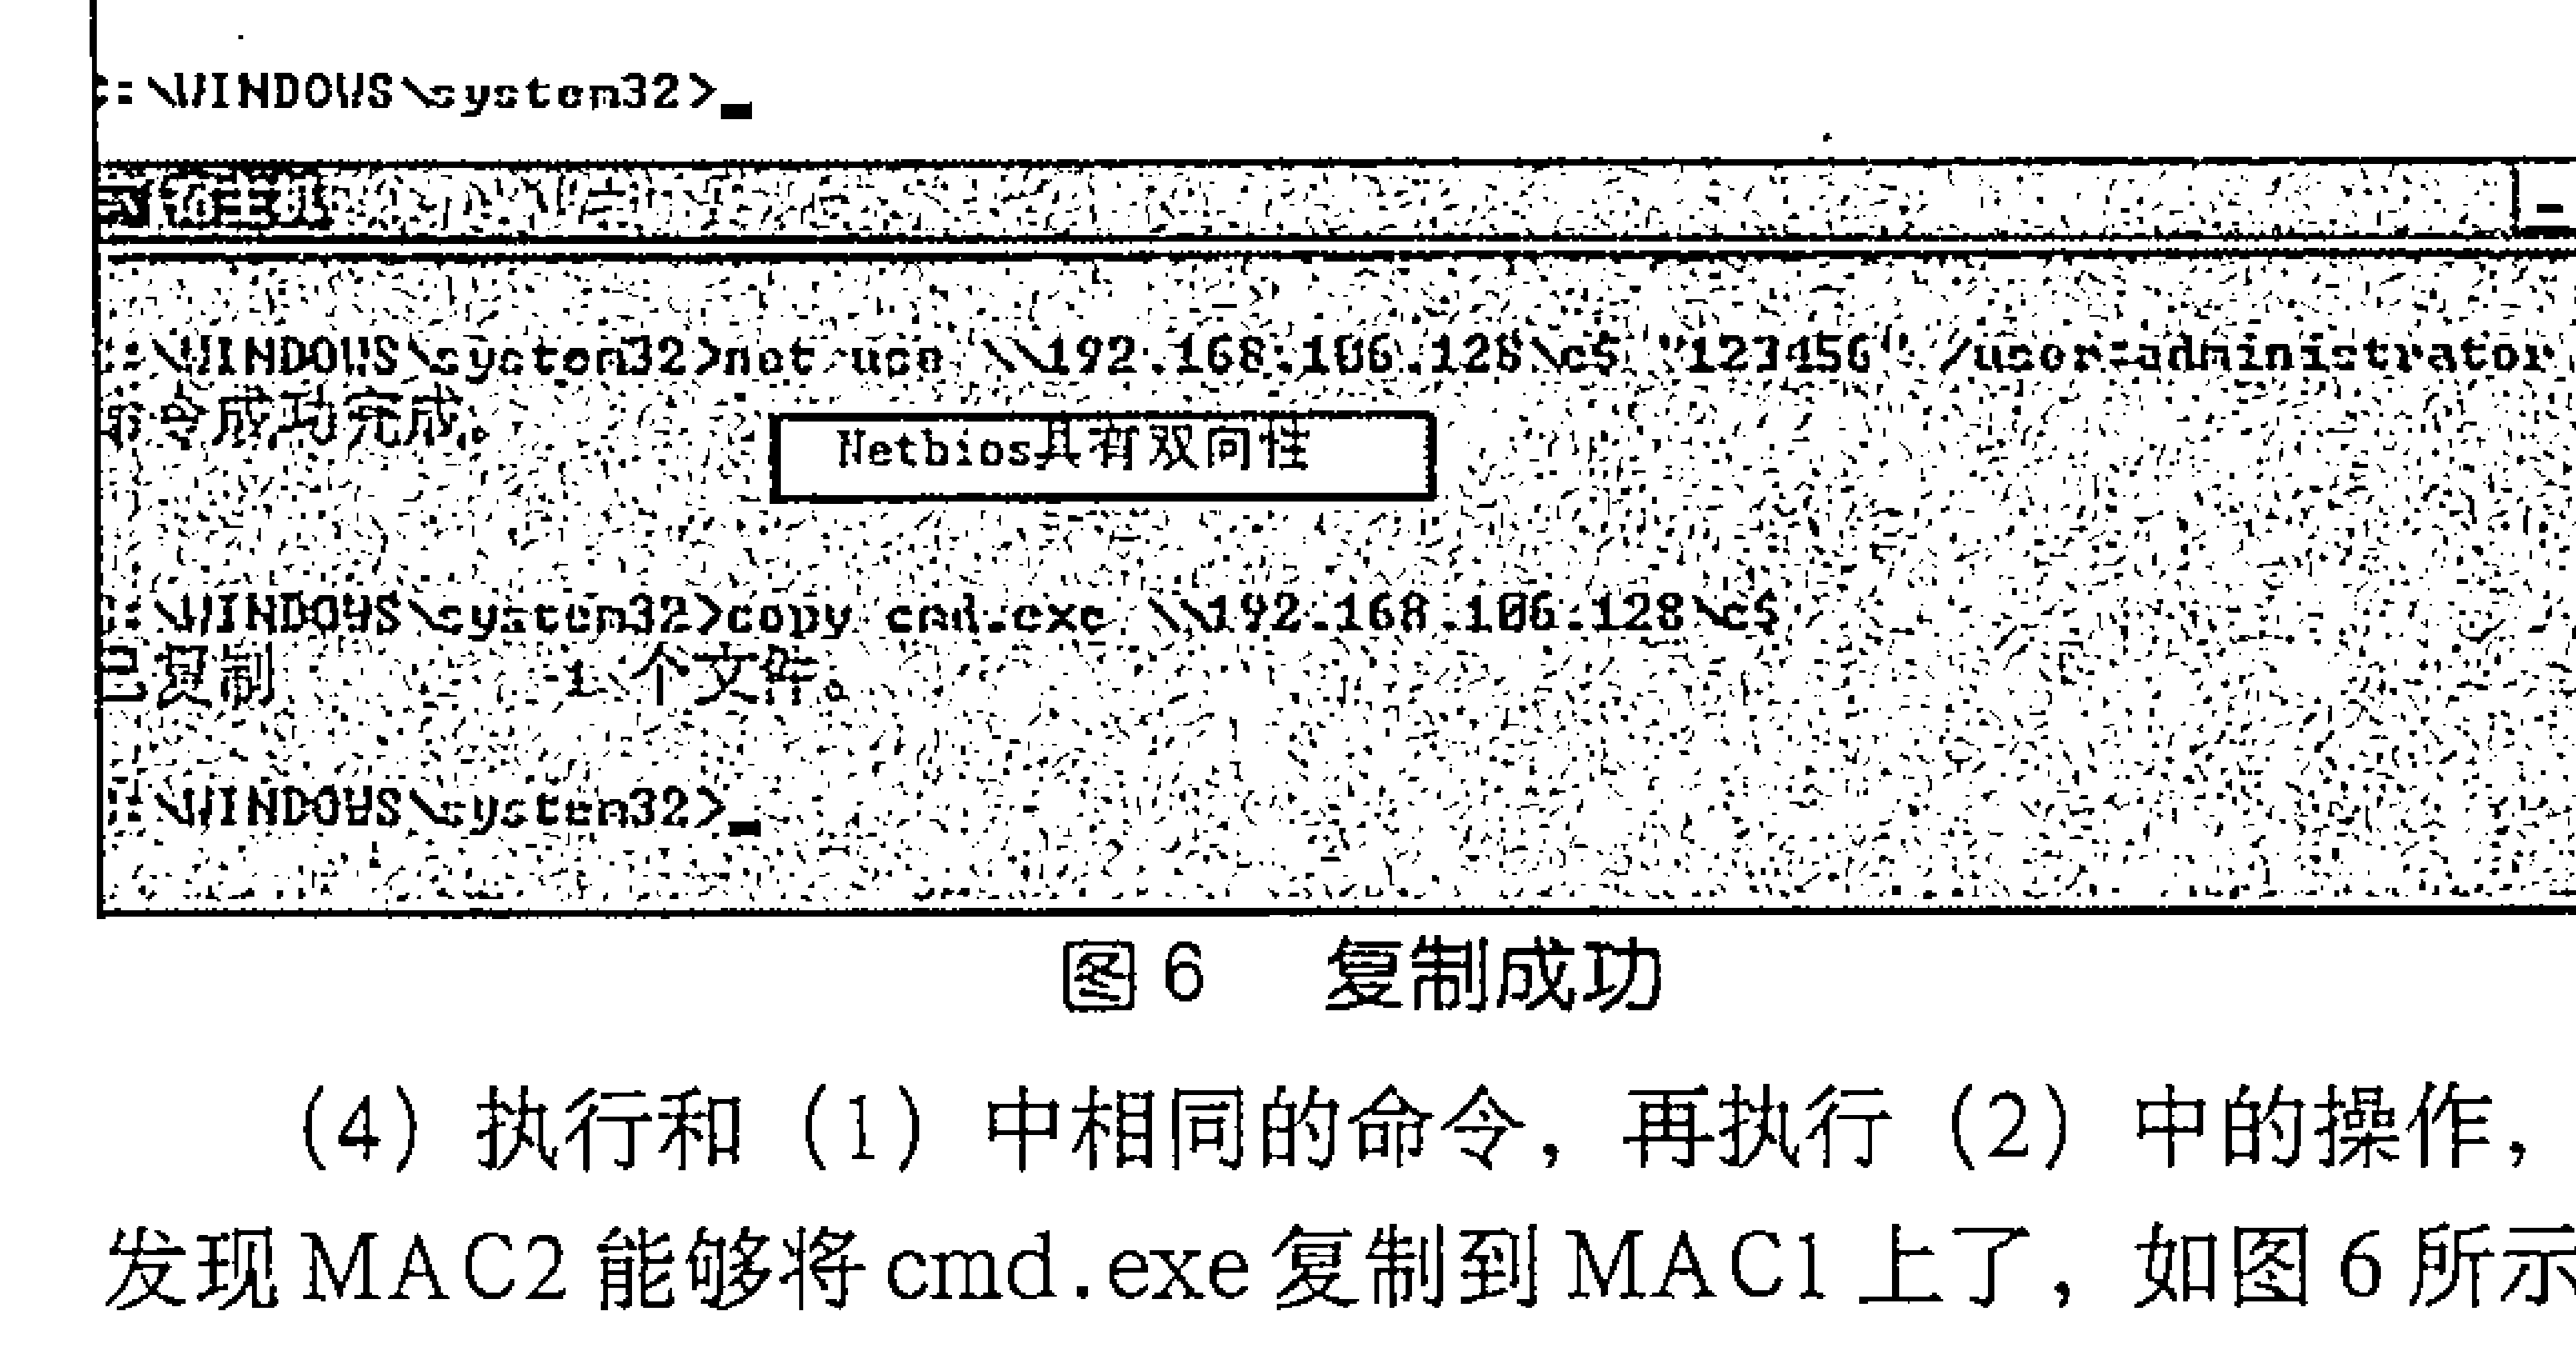 :\WINDOWS\system32>
:\WINDOWS\system32>net use \\192.168.106.128\c$ "123456" /user:administrator
命令成功完成。
Netbios具有双向性
:\WINDOWS\system32>copy cmd.exe \\192.168.106.128\c$
已复制 1 个文件。
:\WINDOWS\system32>
图 6 复制成功
(4) 执行和 (1) 中相同的命令, 再执行 (2) 中的操作,
发现 MAC2 能够将 cmd.exe 复制到 MAC1 上了, 如图 6 所示